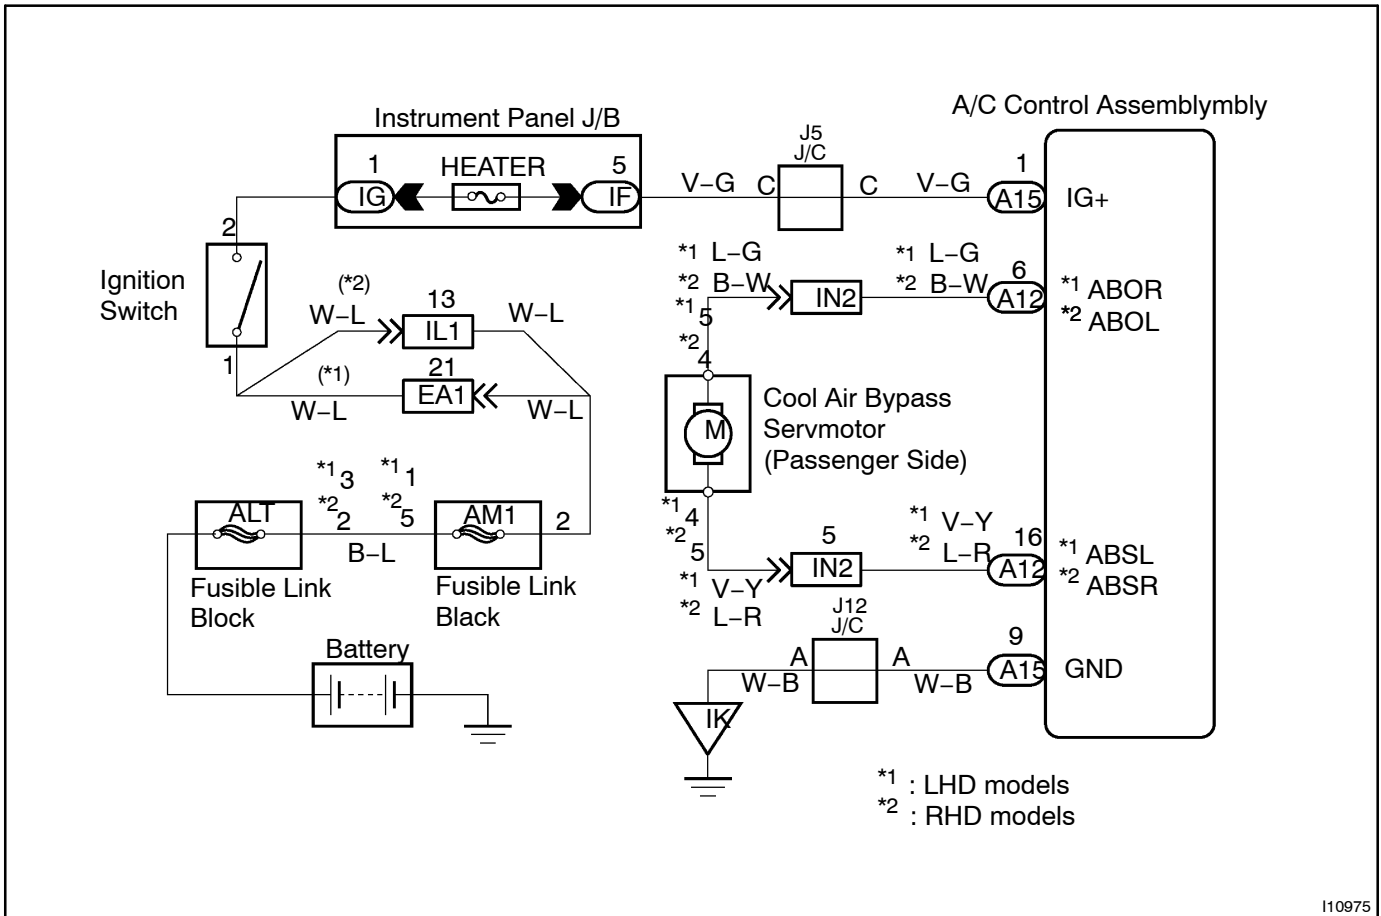 A/C Control Assemblymbly
Instrument Panel J/B
J5
J/C
1
HEATER
5
1
IG
IF
V−G
C
C
V−G
A15
IG+
2
Ignition
Switch
1
*1 L−G
*2 B−W
*1 L−G
*2 B−W
6
IN2
A12
*1 ABOR
*2 ABOL
(*2)
13
W−L
IL1
W−L
*1
5
*2
4
(*1)
21
W−L
EA1
W−L
M
Cool Air Bypass
Servmotor
(Passenger Side)
*1
3
*2
2
*1
1
*2
5
ALT
B−L
AM1
2
Fusible Link
Block
Fusible Link
Black
*1
4
*2
5
5
*1 V−Y
*2 L−R
16
IN2
A12
*1 ABSL
*2 ABSR
*1 V−Y
*2 L−R
J12
J/C
Battery
9
A
A
W−B
W−B
A15
GND
IK
*1 : LHD models
*2 : RHD models
I10975